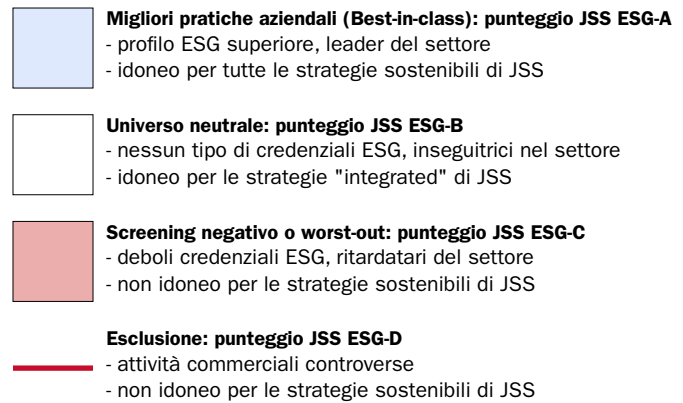 Migliori pratiche aziendali (Best-in-class): punteggio JSS ESG-A
- profilo ESG superiore, leader del settore
- idoneo per tutte le strategie sostenibili di JSS
Universo neutrale: punteggio JSS ESG-B
- nessun tipo di credenziali ESG, inseguitrici nel settore
- idoneo per le strategie "integrated" di JSS
Screening negativo o worst-out: punteggio JSS ESG-C
- deboli credenziali ESG, ritardatari del settore
- non idoneo per le strategie sostenibili di JSS
Esclusione: punteggio JSS ESG-D
- attività commerciali controverse
- non idoneo per le strategie sostenibili di JSS